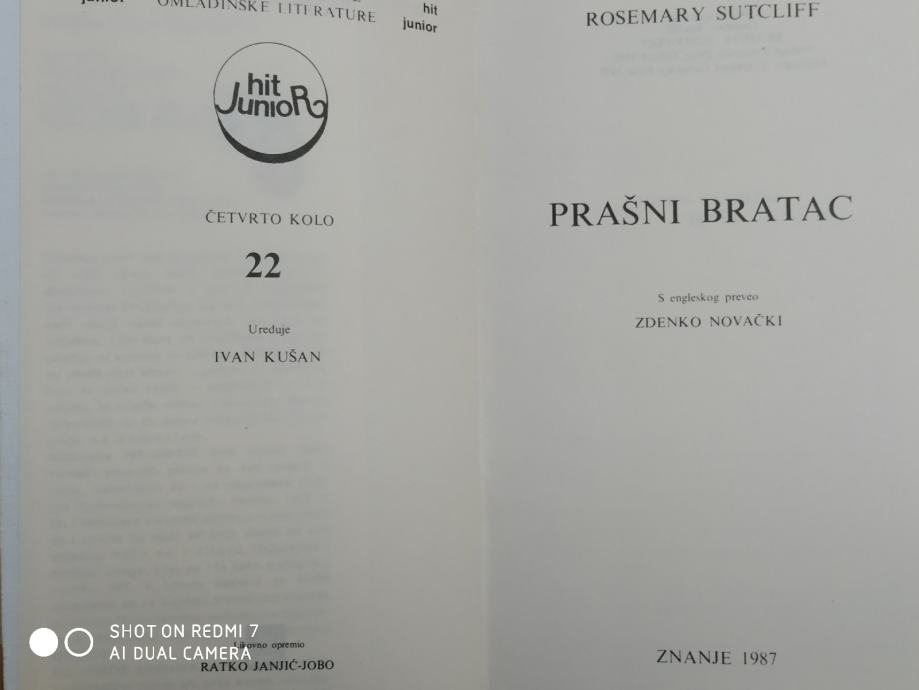 junior
OMLADINSKE LITERATURE
hit
junior
hit
JunioR
ČETVRTO KOLO
22
Uređuje
IVAN KUŠAN
Likovno opremio
RATKO JANJIĆ-JOBO
ROSEMARY SUTCLIFF
PRAŠNI BRATAC
S engleskog preveo
ZDENKO NOVAČKI
ZNANJE 1987
SHOT ON REDMI 7
AI DUAL CAMERA